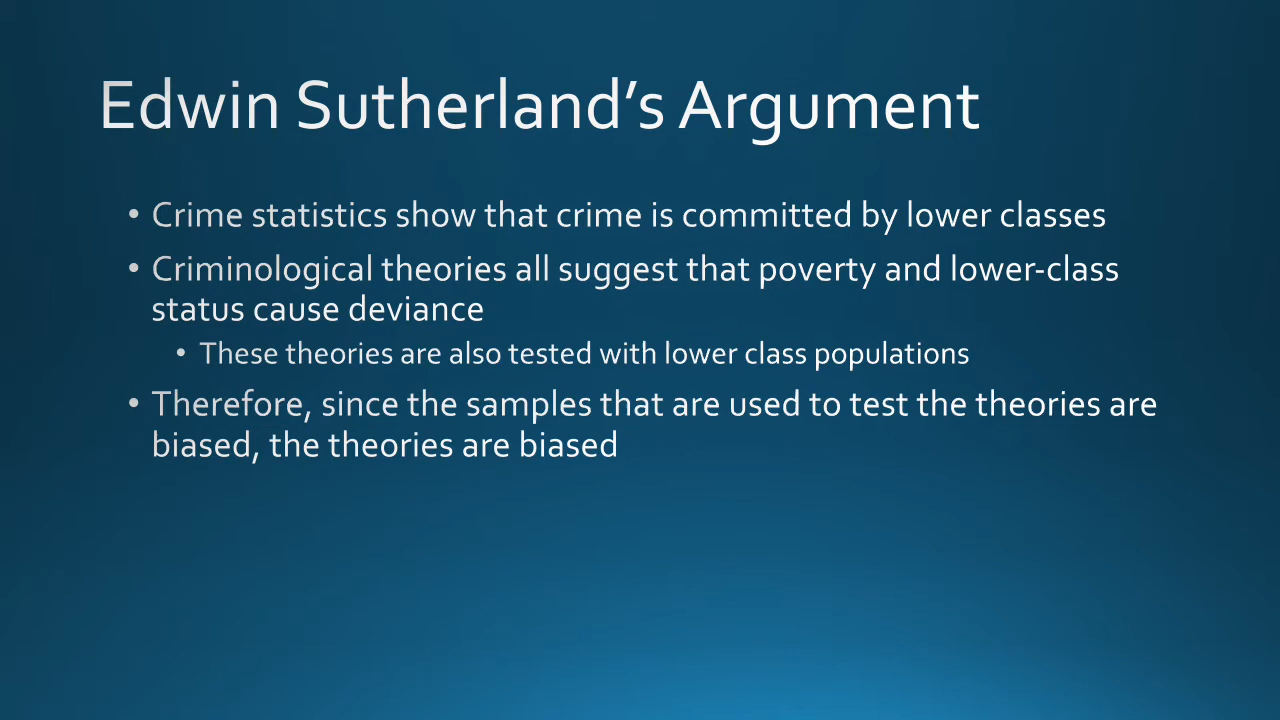 Edwin Sutherland’s Argument
• Crime statistics show that crime is committed by lower classes
• Criminological theories all suggest that poverty and lower-class
status cause deviance
• These theories are also tested with lower class populations
• Therefore, since the samples that are used to test the theories are
biased, the theories are biased